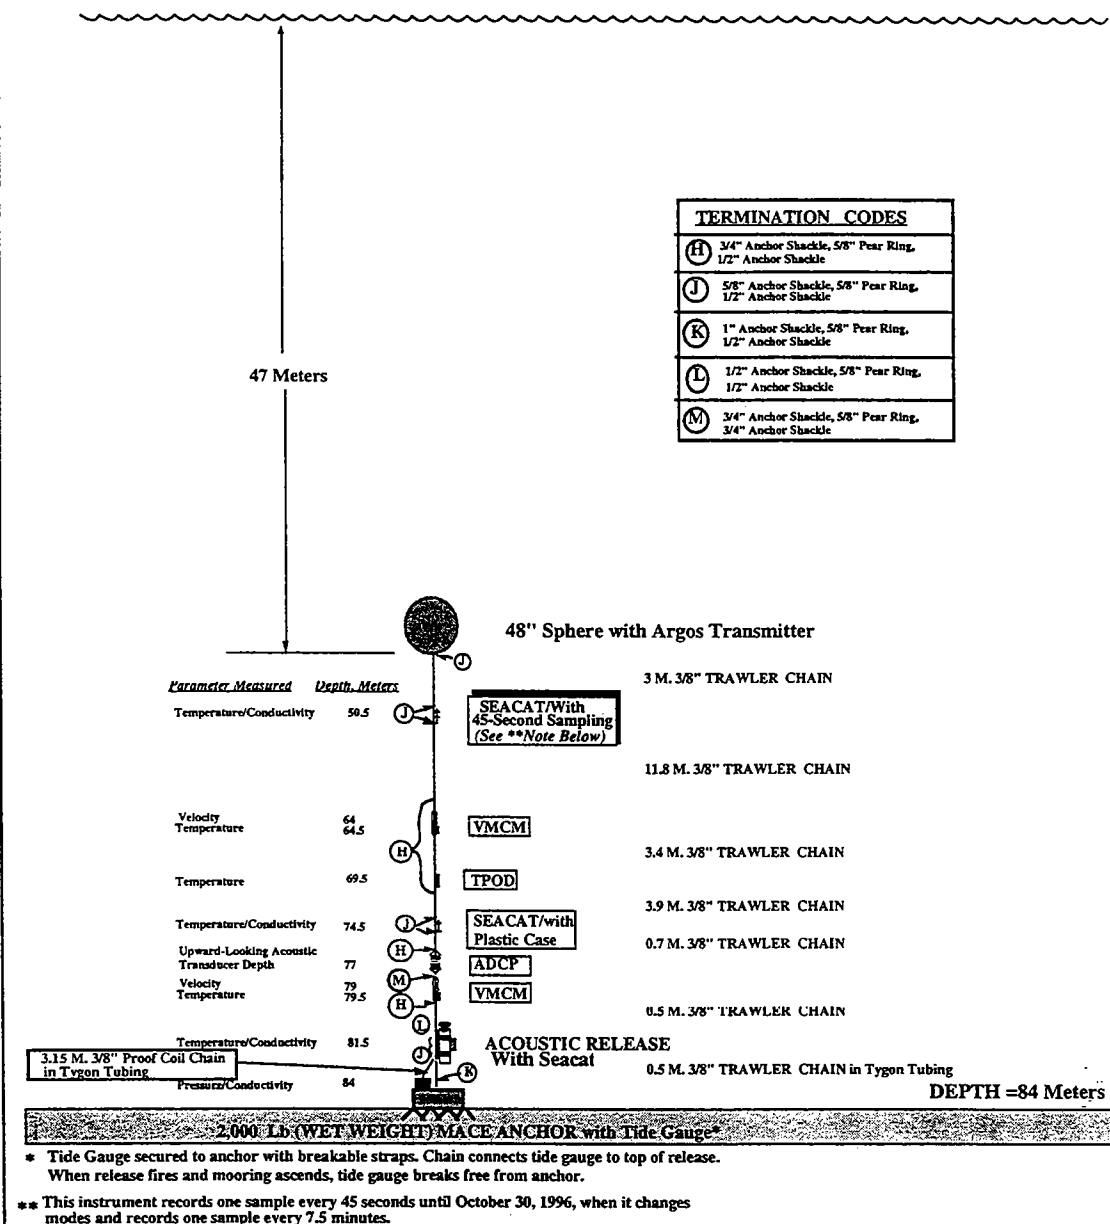 TERMINATION CODES
H 3/4" Anchor Shackle, 5/8" Pear Ring,
1/2" Anchor Shackle
J 5/8" Anchor Shackle, 5/8" Pear Ring,
1/2" Anchor Shackle
K 1" Anchor Shackle, 5/8" Pear Ring,
1/2" Anchor Shackle
L 1/2" Anchor Shackle, 5/8" Pear Ring,
1/2" Anchor Shackle
M 3/4" Anchor Shackle, 5/8" Pear Ring,
3/4" Anchor Shackle
47 Meters
48" Sphere with Argos Transmitter
J
3 M. 3/8" TRAWLER CHAIN
Parameter Measured Depth, Meters
Temperature/Conductivity 50.5 J
SEACAT/With
45-Second Sampling
(See **Note Below)
11.8 M. 3/8" TRAWLER CHAIN
Velocity 64
Temperature 64.5
VMCM
H
3.4 M. 3/8" TRAWLER CHAIN
Temperature 69.5 TPOD
3.9 M. 3/8" TRAWLER CHAIN
Temperature/Conductivity 74.5 J
SEACAT/with
Plastic Case
0.7 M. 3/8" TRAWLER CHAIN
H
Upward-Looking Acoustic
Transducer Depth 77
ADCP
M
Velocity 79
Temperature 79.5
VMCM
H
0.5 M. 3/8" TRAWLER CHAIN
L
Temperature/Conductivity 81.5
J
ACOUSTIC RELEASE
With Seacat
3.15 M. 3/8" Proof Coil Chain
in Tygon Tubing
K
0.5 M. 3/8" TRAWLER CHAIN in Tygon Tubing
Pressure/Conductivity 84
DEPTH =84 Meters
2,000 Lb (WET WEIGHT) MACE ANCHOR with Tide Gauge*
* Tide Gauge secured to anchor with breakable straps. Chain connects tide gauge to top of release.
When release fires and mooring ascends, tide gauge breaks free from anchor.
** This instrument records one sample every 45 seconds until October 30, 1996, when it changes
modes and records one sample every 7.5 minutes.